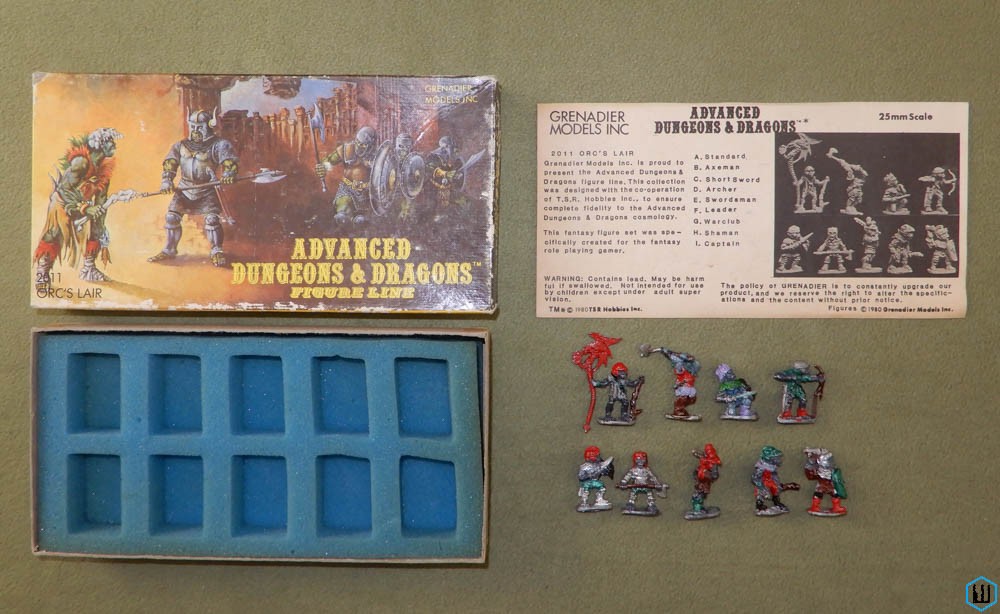 GRENADIER
MODELS INC
ADVANCED
DUNGEONS & DRAGONS™
FIGURE LINE
2011
ORC'S LAIR
GRENADIER
MODELS INC
ADVANCED
DUNGEONS & DRAGONS™*
25mm Scale
2011 ORC'S LAIR
Grenadier Models Inc. is proud to
present the Advanced Dungeons &
Dragons figure line. This collection
was designed with the co-operation
of T.S.R. Hobbies Inc., to ensure
complete fidelity to the Advanced
Dungeons & Dragons cosmology.
This fantasy figure set was spe-
cifically created for the fantasy
role playing gamer.
A. Standard
B. Axeman
C. Short Sword
D. Archer
E. Swordsman
F. Leader
G. Warclub
H. Shaman
I. Captain
WARNING: Contains lead. May be harm
ful if swallowed. Not intended for use
by children except under adult super
vision.
TM® © 1980 TSR Hobbies Inc.
The policy of GRENADIER is to constantly upgrade our
product, and we reserve the right to alter the specific-
ations and the content without prior notice.
Figures © 1980 Grenadier Models Inc.